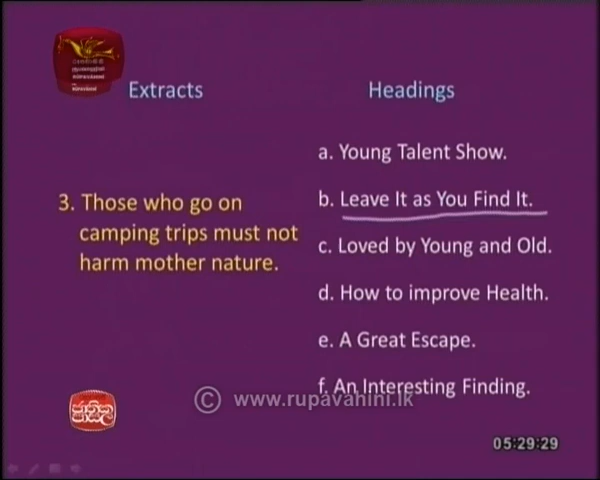 Extracts
Headings
3. Those who go on
camping trips must not
harm mother nature.
a. Young Talent Show.
b. Leave It as You Find It.
c. Loved by Young and Old.
d. How to improve Health.
e. A Great Escape.
f. An Interesting Finding.
© www.rupavahini.lk
05:29:29